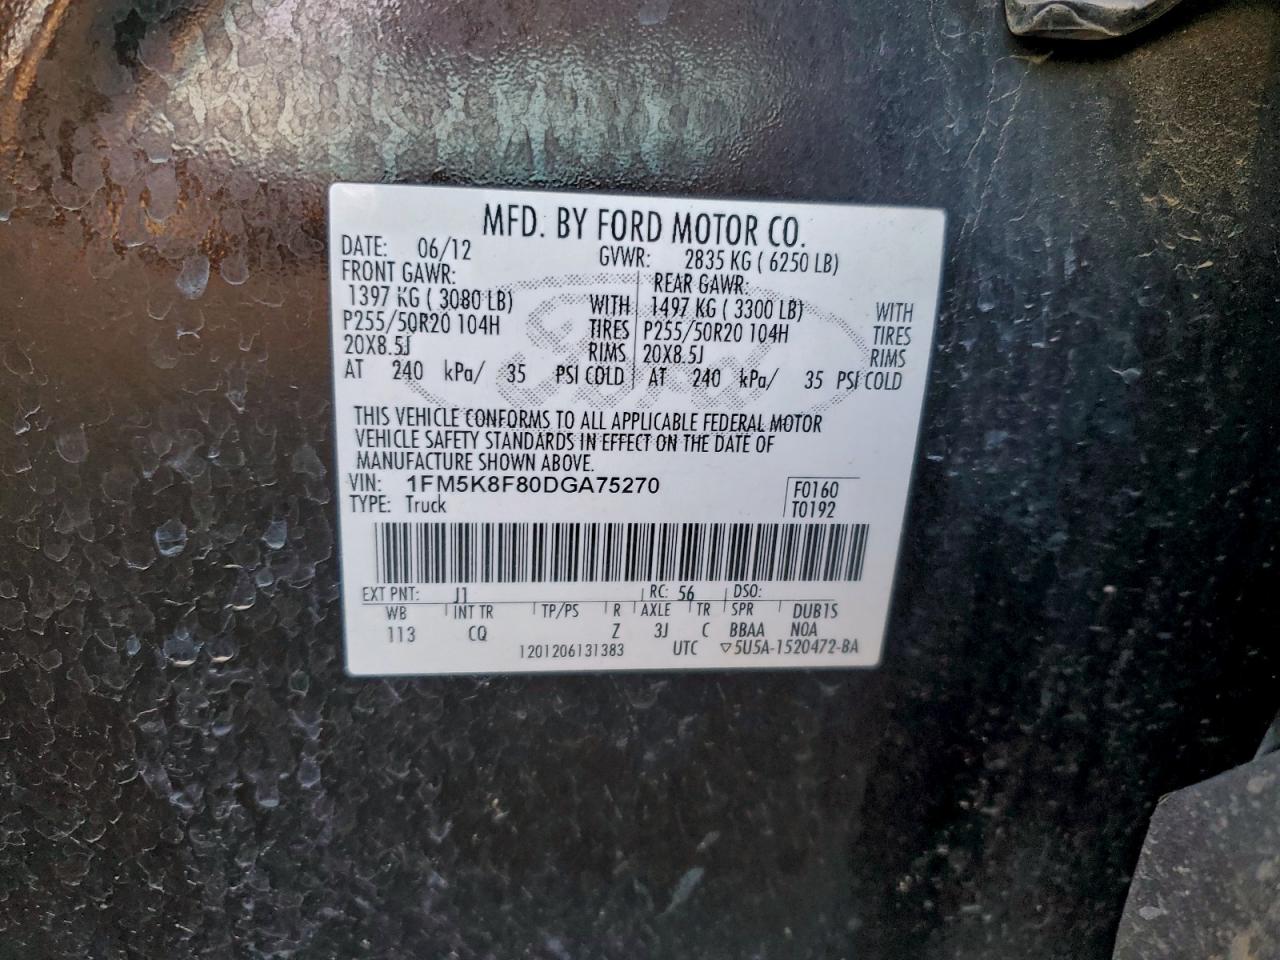 MFD. BY FORD MOTOR CO.
DATE: 06/12 GVWR: 2835 KG ( 6250 LB)
FRONT GAWR: REAR GAWR:
1397 KG ( 3080 LB) WITH 1497 KG ( 3300 LB) WITH
P255/50R20 104H TIRES P255/50R20 104H TIRES
20X8.5J RIMS 20X8.5J RIMS
AT 240 kPa/ 35 PSI COLD AT 240 kPa/ 35 PSI COLD
THIS VEHICLE CONFORMS TO ALL APPLICABLE FEDERAL MOTOR
VEHICLE SAFETY STANDARDS IN EFFECT ON THE DATE OF
MANUFACTURE SHOWN ABOVE.
VIN: 1FM5K8F80DGA75270 F0160
TYPE: Truck T0192
EXT PNT: J1 RC: 56 DSO:
WB INT TR TP/PS R AXLE TR SPR DUB1S
113 CQ Z 3J C BBAA NOA
1201206131383 UTC ▽5U5A-1520472-BA